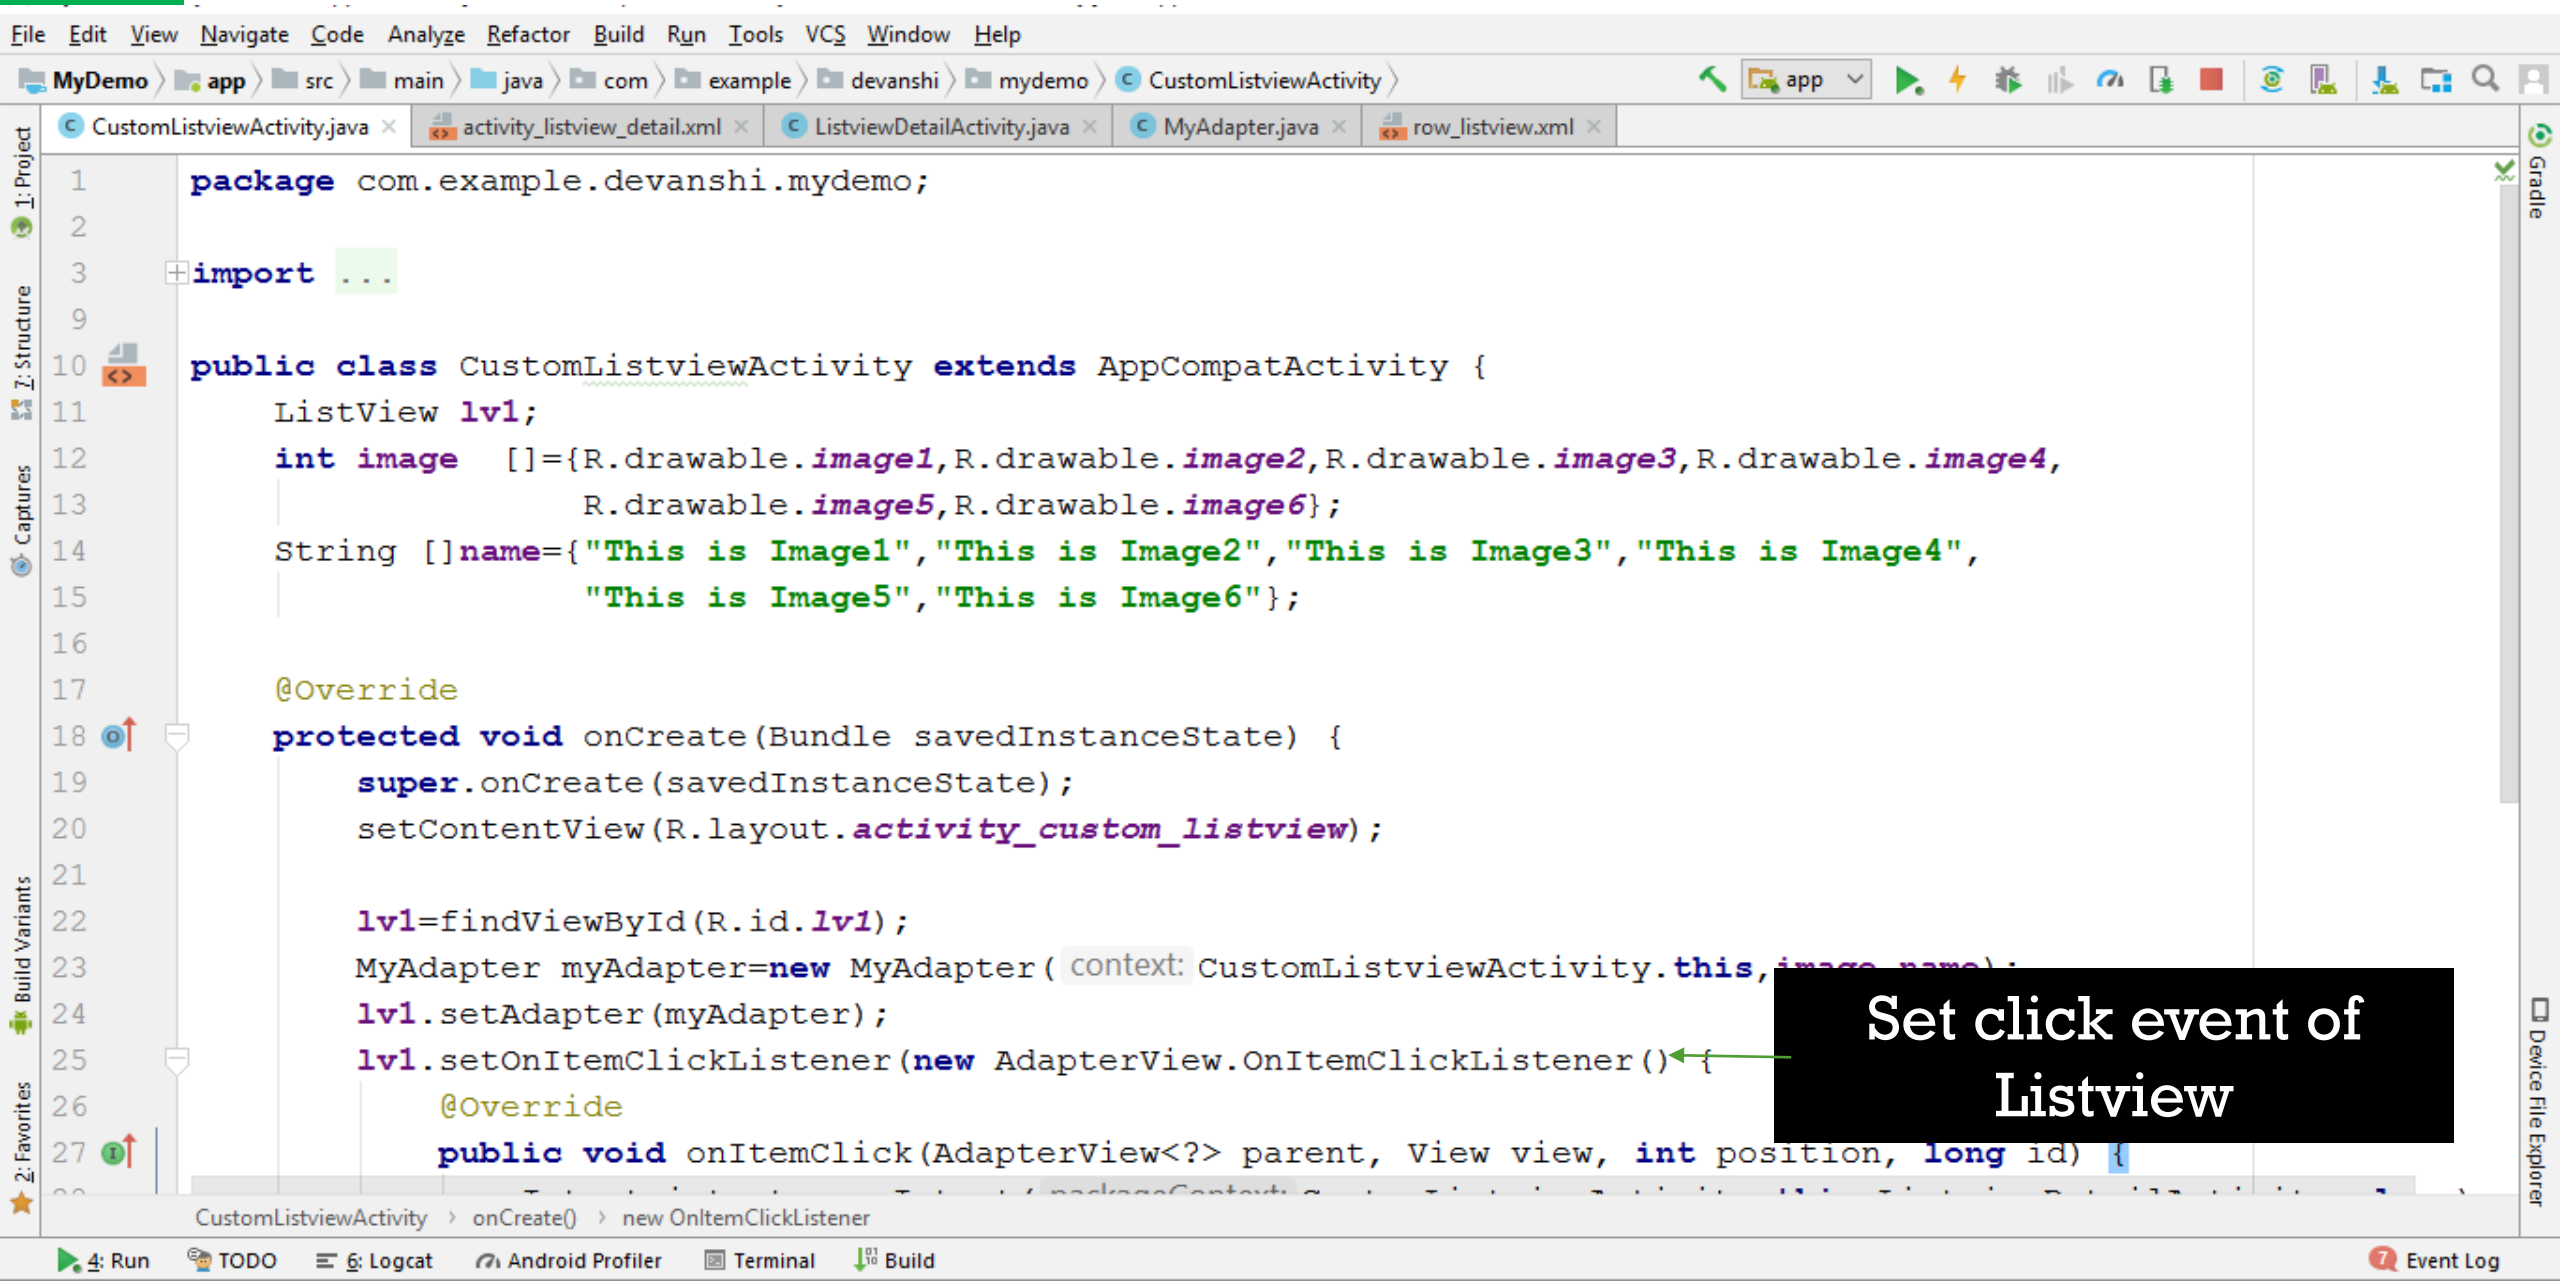 File Edit View Navigate Code Analyze Refactor Build Run Tools VCS Window Help
MyDemo app src main java com example devanshi mydemo CustomListviewActivity app
CustomListviewActivity.java activity_listview_detail.xml ListviewDetailActivity.java MyAdapter.java row_listview.xml
1: Project
7: Structure
Captures
Build Variants
2: Favorites
1 package com.example.devanshi.mydemo;
2
3 import ...
9
10 public class CustomListviewActivity extends AppCompatActivity {
11 ListView lv1;
12 int image []={R.drawable.image1,R.drawable.image2,R.drawable.image3,R.drawable.image4,
13 R.drawable.image5,R.drawable.image6};
14 String []name={"This is Image1","This is Image2","This is Image3","This is Image4",
15 "This is Image5","This is Image6"};
16
17 @Override
18 protected void onCreate(Bundle savedInstanceState) {
19 super.onCreate(savedInstanceState);
20 setContentView(R.layout.activity_custom_listview);
21
22 lv1=findViewById(R.id.lv1);
23 MyAdapter myAdapter=new MyAdapter( context: CustomListviewActivity.this,image,name);
24 lv1.setAdapter(myAdapter);
25 lv1.setOnItemClickListener(new AdapterView.OnItemClickListener() {
26 @Override
27 public void onItemClick(AdapterView<?> parent, View view, int position, long id) {
Set click event of
Listview
Gradle
Device File Explorer
CustomListviewActivity > onCreate() > new OnItemClickListener
4: Run TODO 6: Logcat Android Profiler Terminal Build 7 Event Log